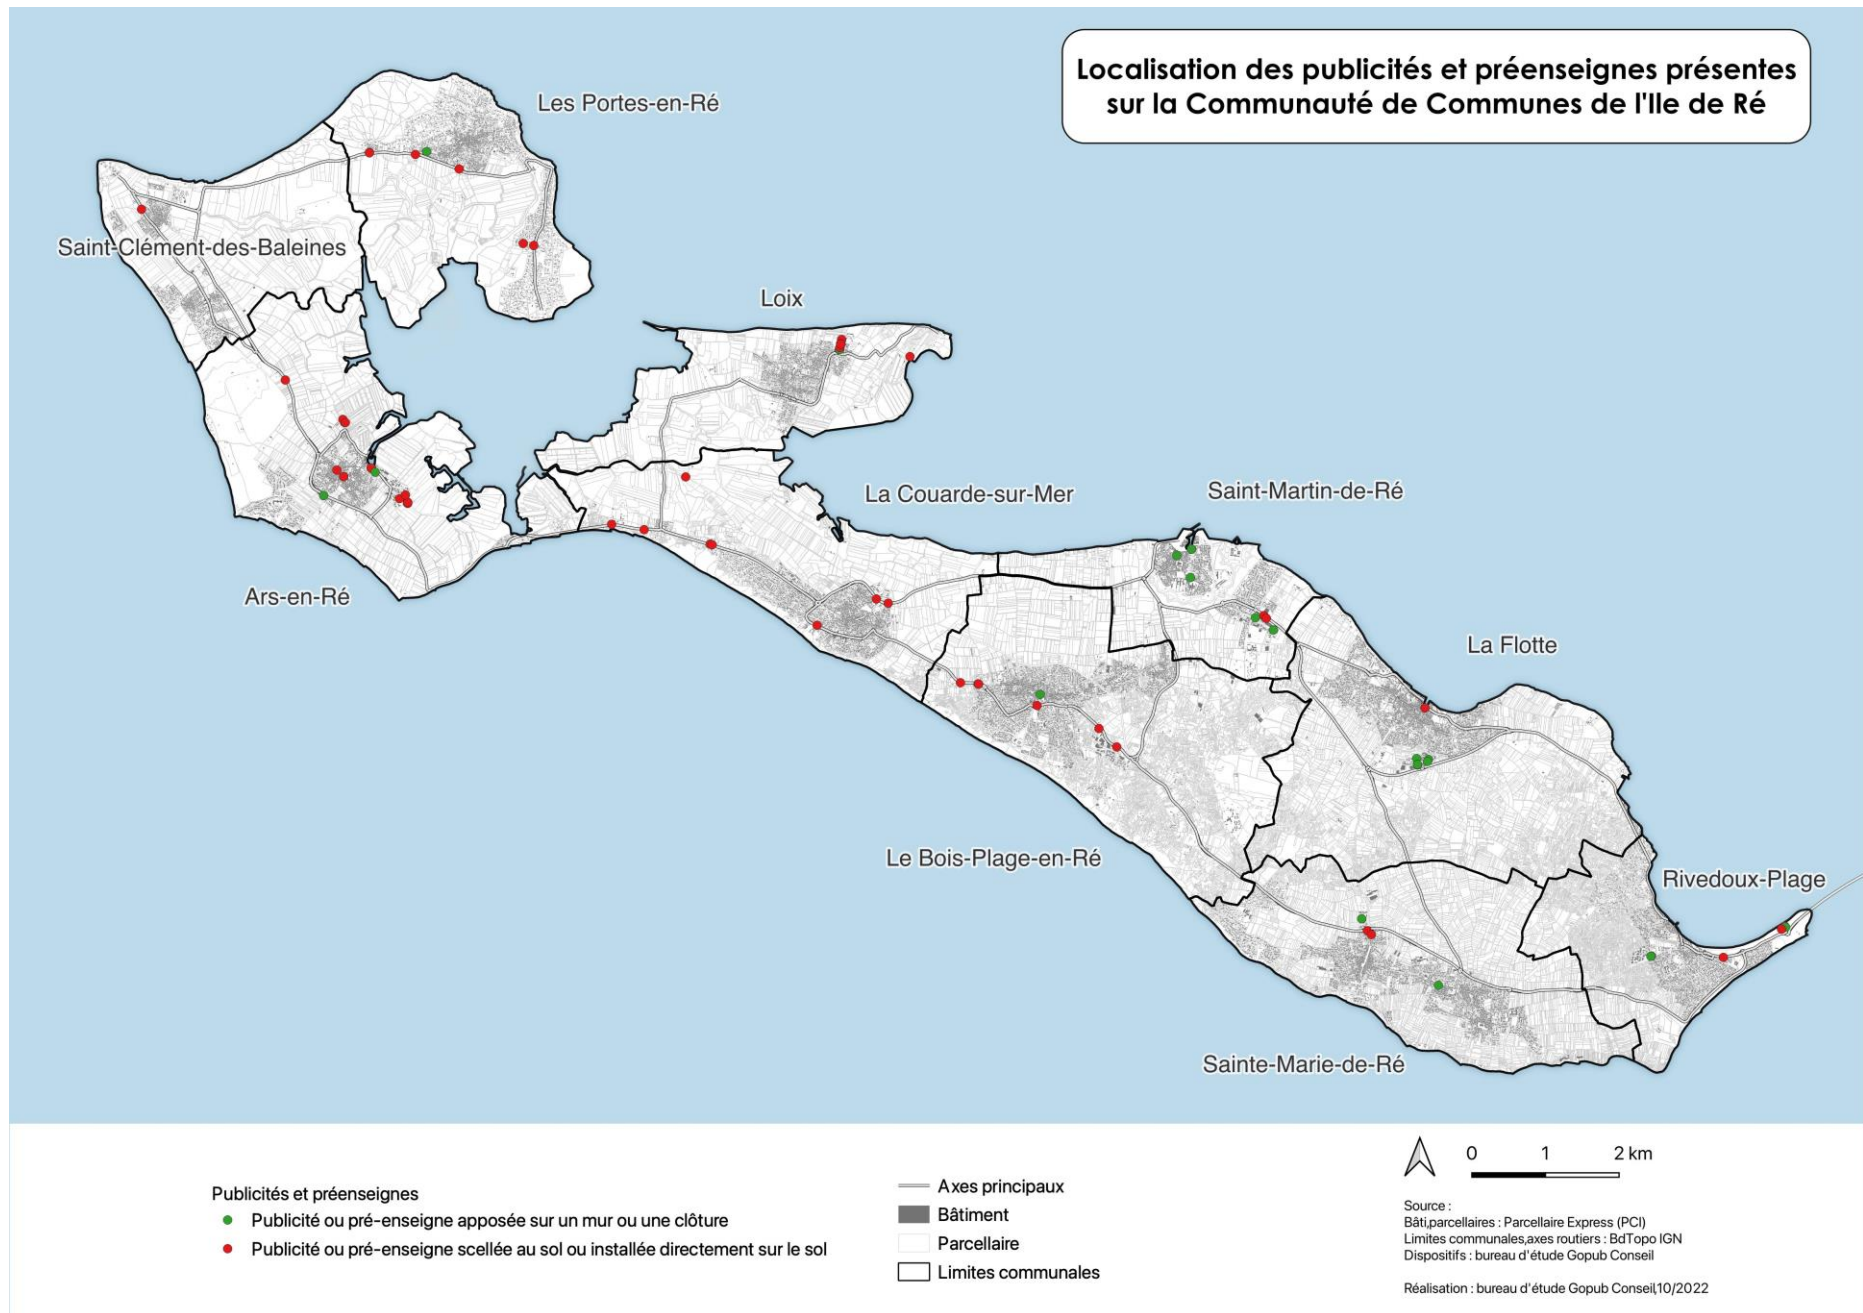 Localisation des publicités et préenseignes présentes
sur la Communauté de Communes de l'Ile de Ré
Les Portes-en-Ré
Saint-Clément-des-Baleines
Loix
La Couarde-sur-Mer
Saint-Martin-de-Ré
Ars-en-Ré
La Flotte
Le Bois-Plage-en-Ré
Rivedoux-Plage
Sainte-Marie-de-Ré
Publicités et préenseignes
Publicité ou pré-enseigne apposée sur un mur ou une clôture
Publicité ou pré-enseigne scellée au sol ou installée directement sur le sol
Axes principaux
Bâtiment
Parcellaire
Limites communales
0 1 2 km
Source :
Bâti,parcellaires : Parcellaire Express (PCI)
Limites communales,axes routiers : BdTopo IGN
Dispositifs : bureau d'étude Gopub Conseil
Réalisation : bureau d'étude Gopub Conseil,10/2022